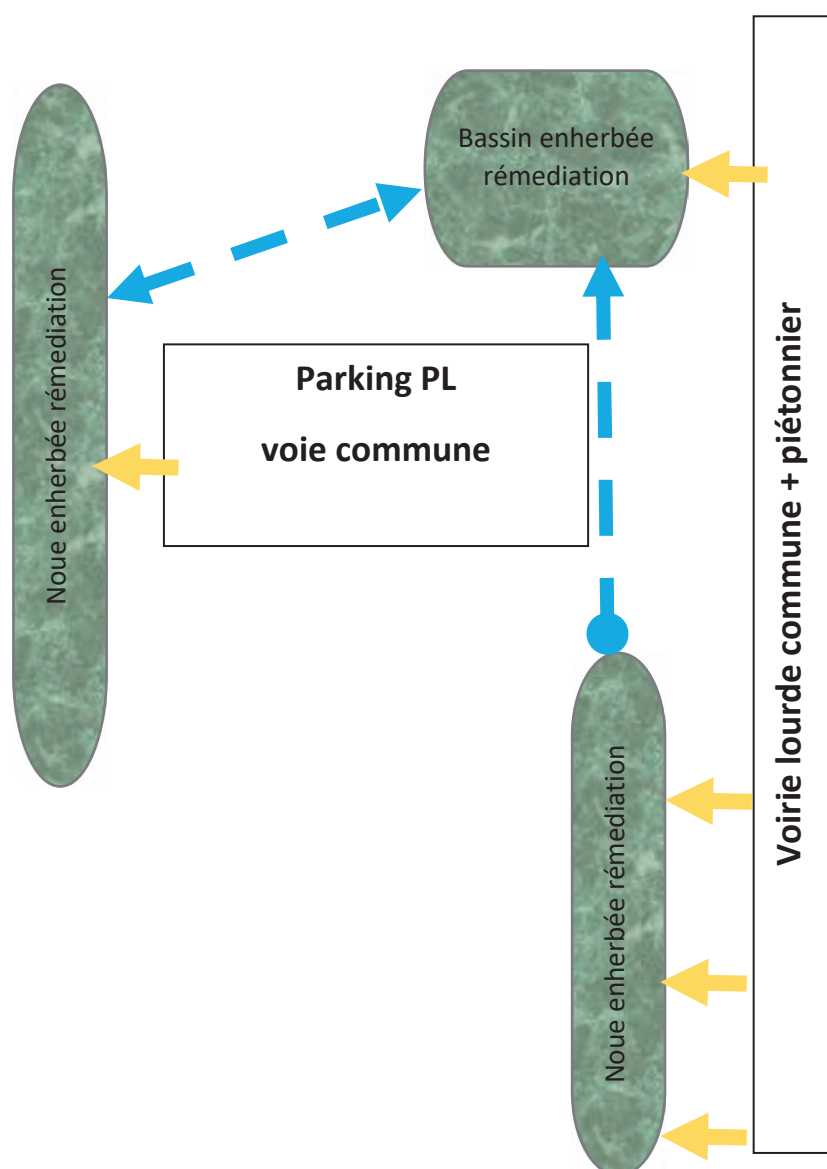 Bassin enherbée
rémediation
Noue enherbée rémediation
Parking PL
voie commune
Noue enherbée rémediation
Voirie lourde commune + piétonnier